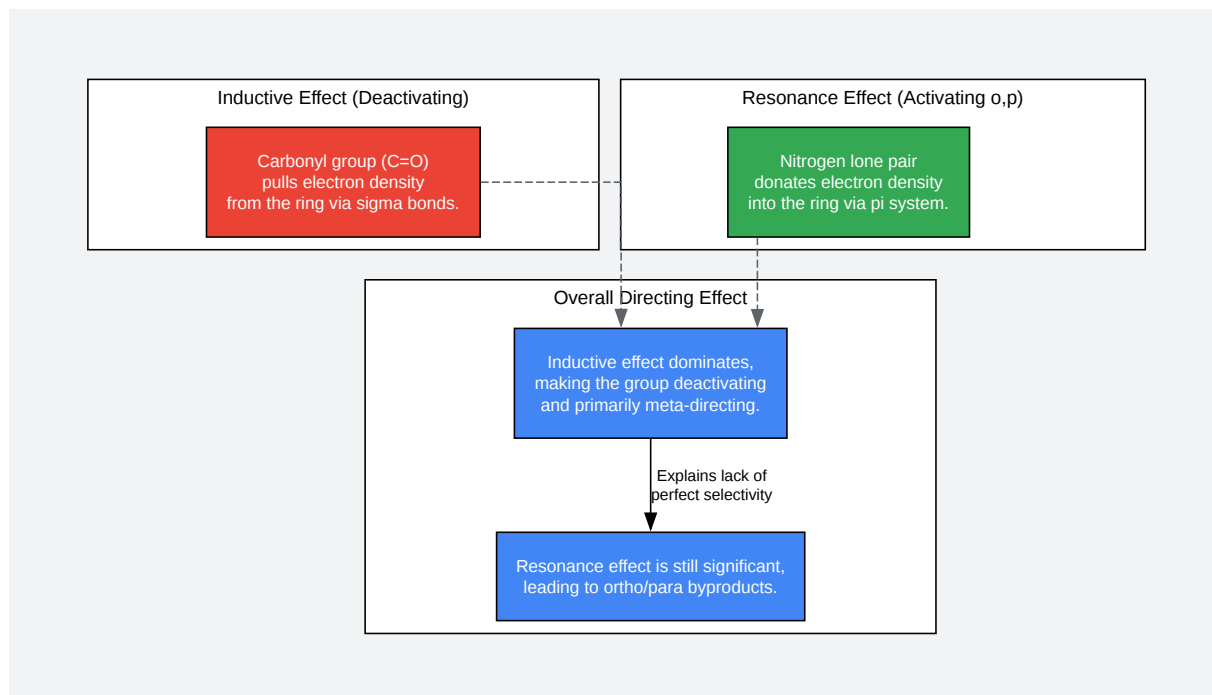 Inductive Effect (Deactivating)
Carbonyl group (C=O)
pulls electron density
from the ring via sigma bonds.
Resonance Effect (Activating o,p)
Nitrogen lone pair
donates electron density
into the ring via pi system.
Overall Directing Effect
Inductive effect dominates,
making the group deactivating
and primarily meta-directing.
Explains lack of
perfect selectivity
Resonance effect is still significant,
leading to ortho/para byproducts.